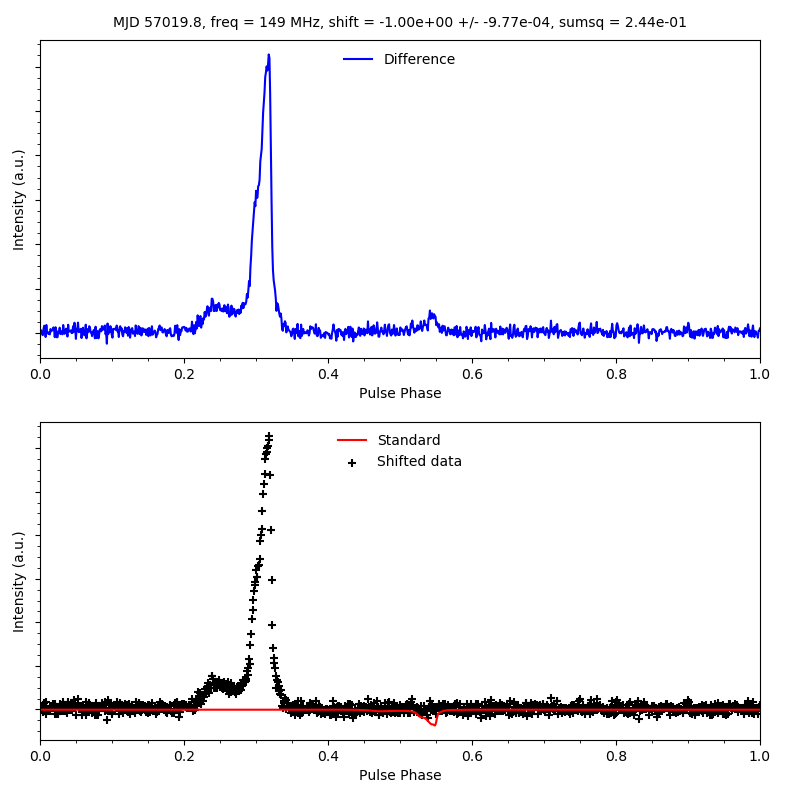 MJD 57019.8, freq = 149 MHz, shift = -1.00e+00 +/- -9.77e-04, sumsq = 2.44e-01
Difference
Intensity (a.u.)
0.0 0.2 0.4 0.6 0.8 1.0
Pulse Phase
Standard
Shifted data
Intensity (a.u.)
0.0 0.2 0.4 0.6 0.8 1.0
Pulse Phase